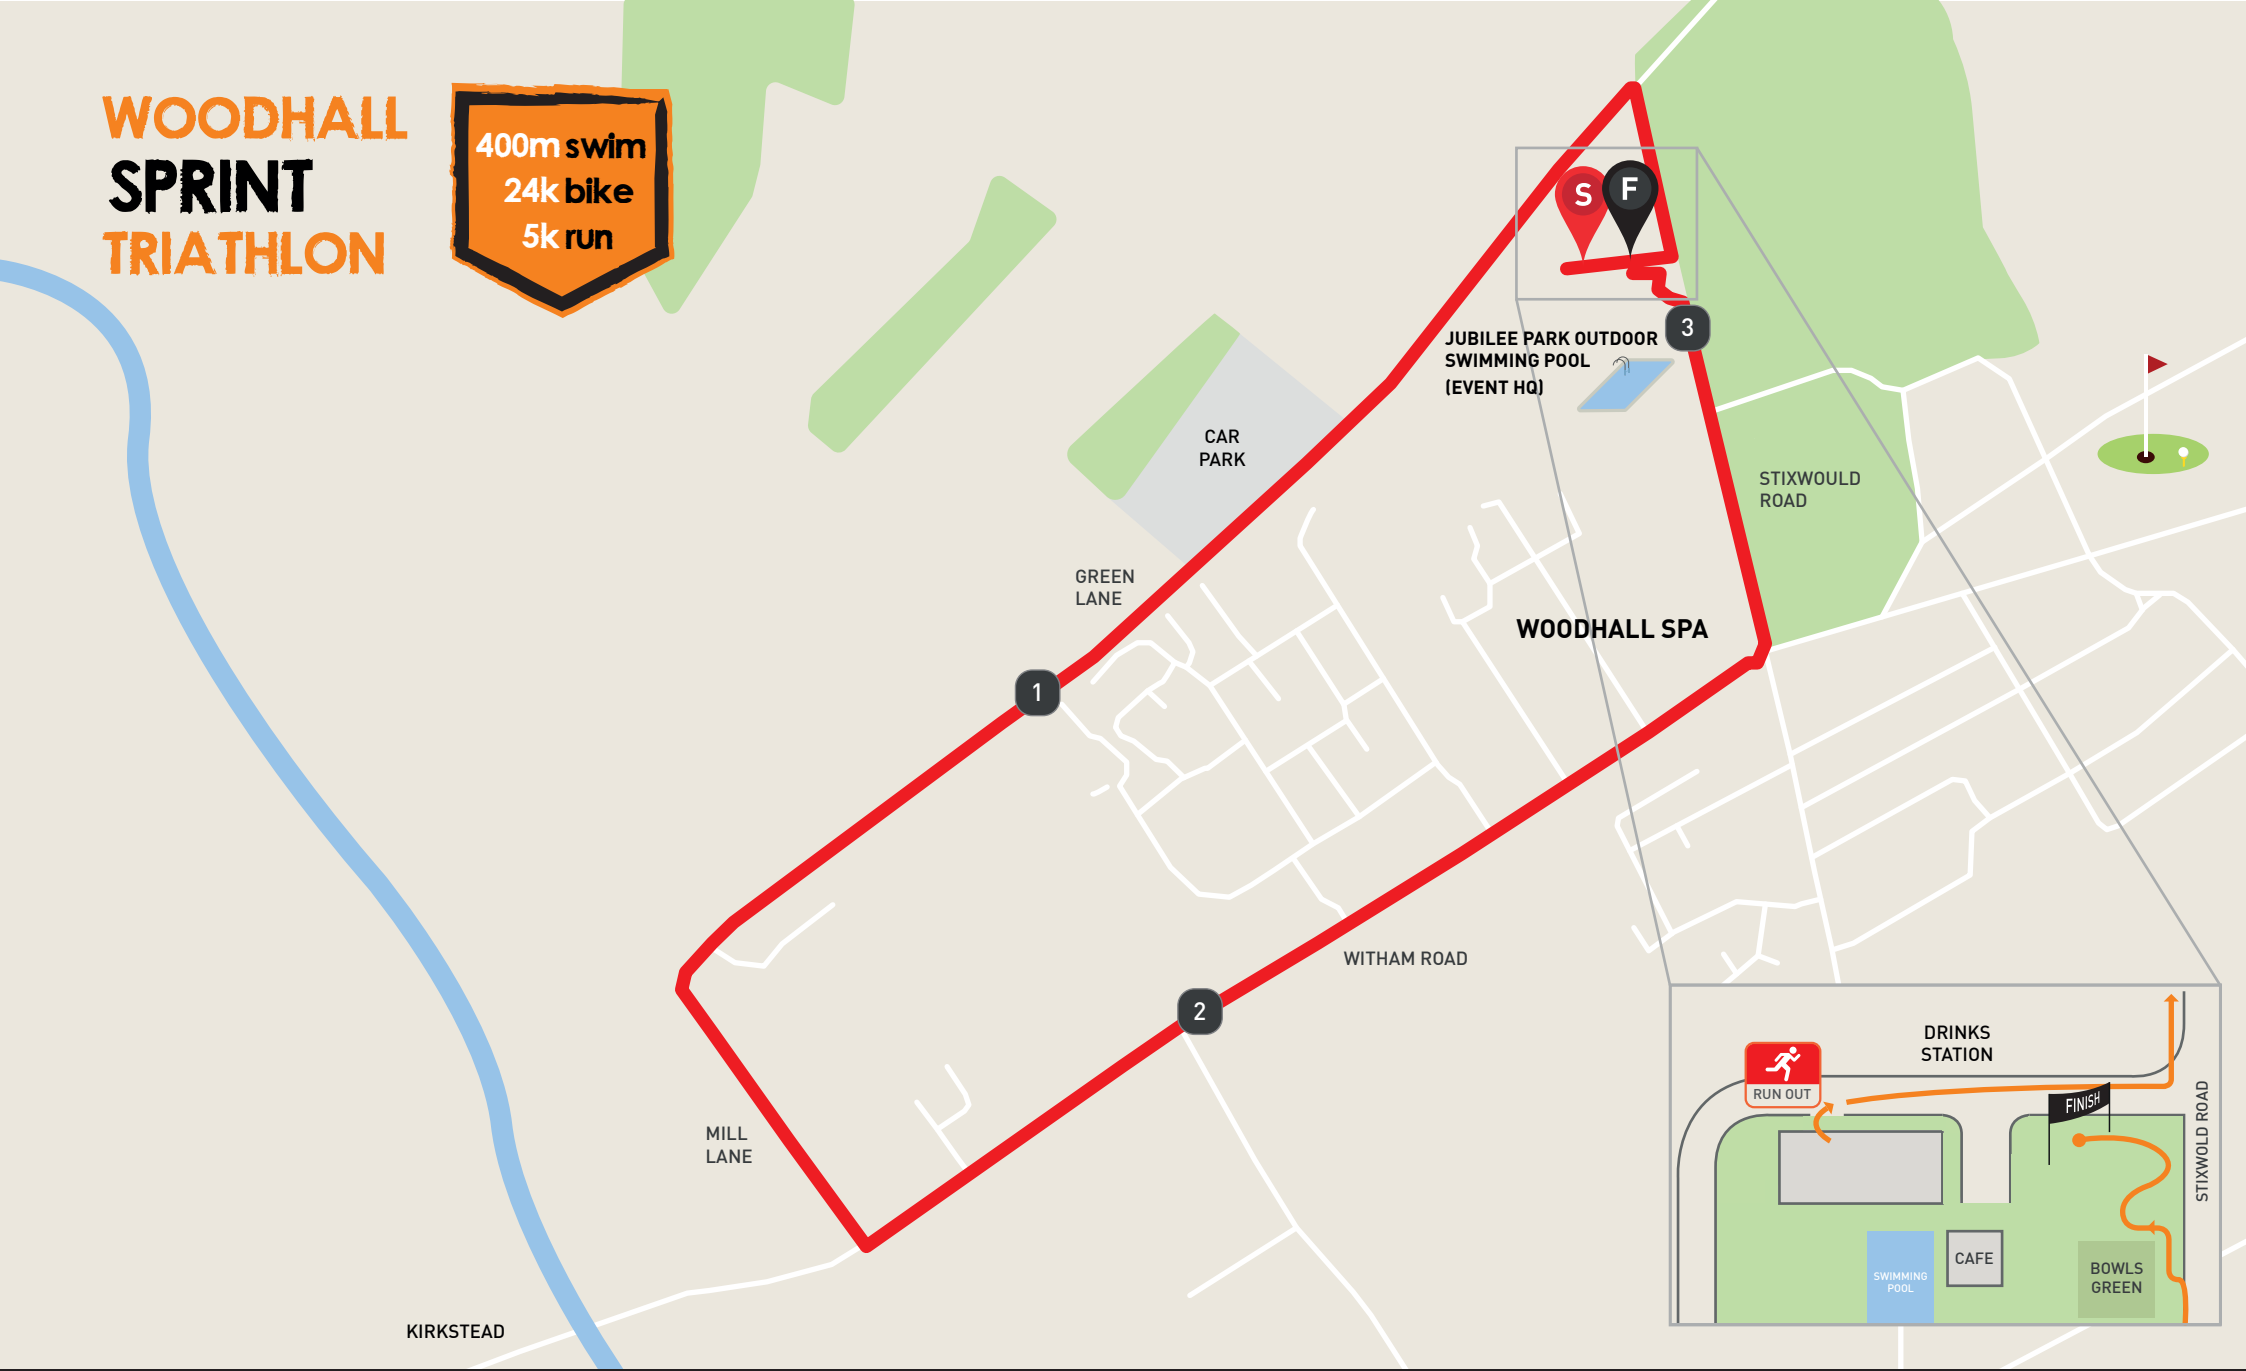 WOODHALL
SPRINT
TRIATHLON
400m swim
24k bike
5k run
S
F
3
JUBILEE PARK OUTDOOR
SWIMMING POOL
(EVENT HQ)
CAR
PARK
STIXWOULD
ROAD
GREEN
LANE
WOODHALL SPA
1
WITHAM ROAD
2
MILL
LANE
KIRKSTEAD
DRINKS
STATION
RUN OUT
FINISH
STIXWOLD ROAD
CAFE
SWIMMING
POOL
BOWLS
GREEN